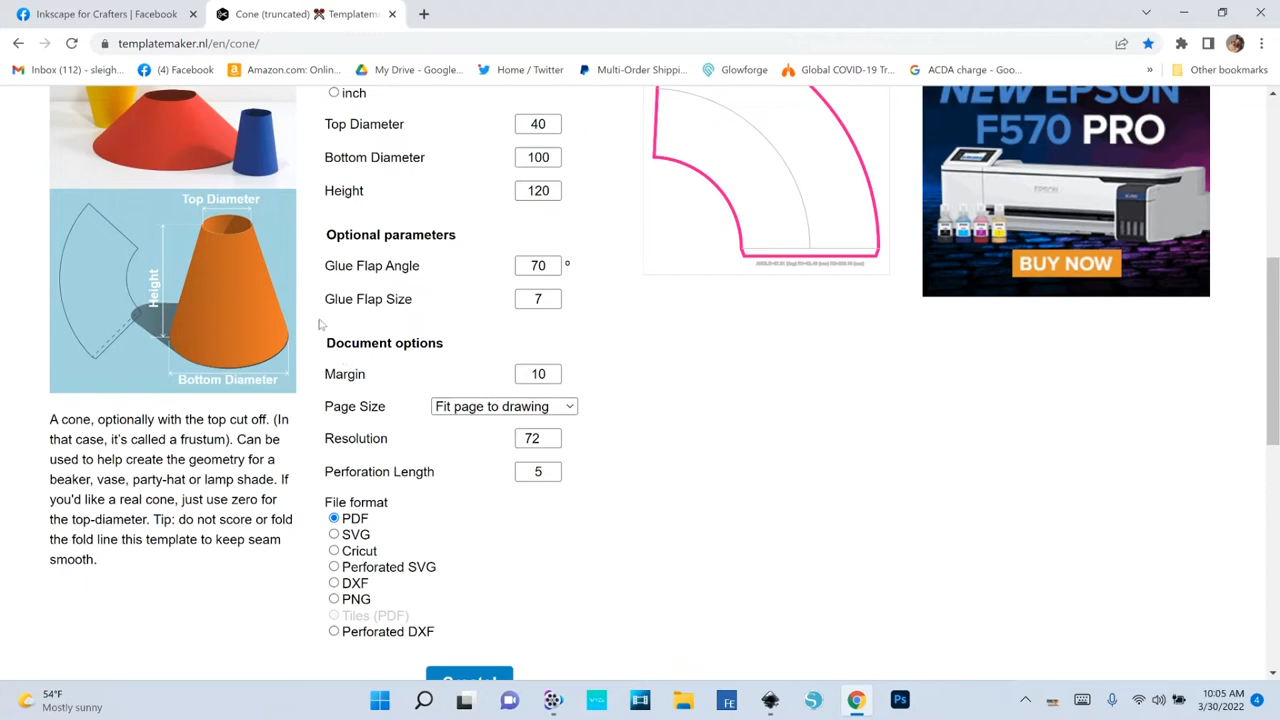 Inkscape for Crafters | Facebook
Cone (truncated)
Templatem
templatemaker.nl/en/cone/
Inbox (112) – sleigh...
(4) Facebook
Amazon.com: Onlin...
My Drive - Google...
Home / Twitter
Multi-Order Shippi...
Glowforge
Global COVID-19 Tr...
ACDA charge - Goo...
»
Other bookmarks
inch
Top Diameter 40
Bottom Diameter 100
Height 120
Optional parameters
Glue Flap Angle 70 º
Glue Flap Size 7
Document options
Margin 10
Page Size Fit page to drawing
Resolution 72
Perforation Length 5
File format
PDF
SVG
Cricut
Perforated SVG
DXF
PNG
Tiles (PDF)
Perforated DXF
Create!
Top Diameter
Height
Bottom Diameter
A cone, optionally with the top cut off. (In
that case, it's called a frustum). Can be
used to help create the geometry for a
beaker, vase, party-hat or lamp shade. If
you'd like a real cone, just use zero for
the top-diameter. Tip: do not score or fold
the fold line this template to keep seam
smooth.
NEW EPSON
F570 PRO
EPSON
BUY NOW
54°F
Mostly sunny
FE
Ps
10:05 AM
3/30/2022
4